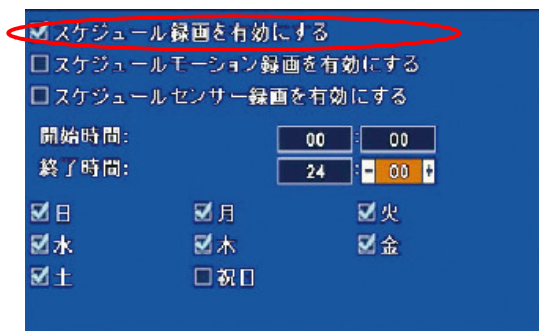 スケジュール録画を有効にする
スケジュールモーション録画を有効にする
スケジュールセンサー録画を有効にする
開始時間: 00 : 00
終了時間: 24 : - 00 +
日 月 火
水 木 金
土 祝日